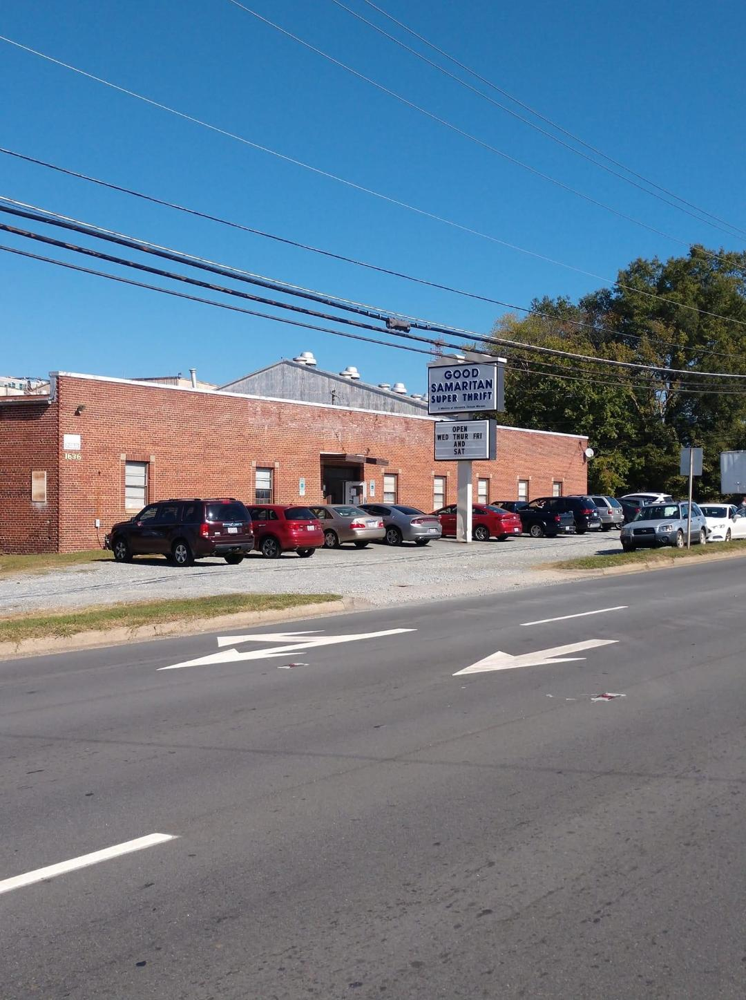 GOOD
SAMARITAN
SUPER THRIFT
OPEN
WED THUR FRI
AND
SAT
1636